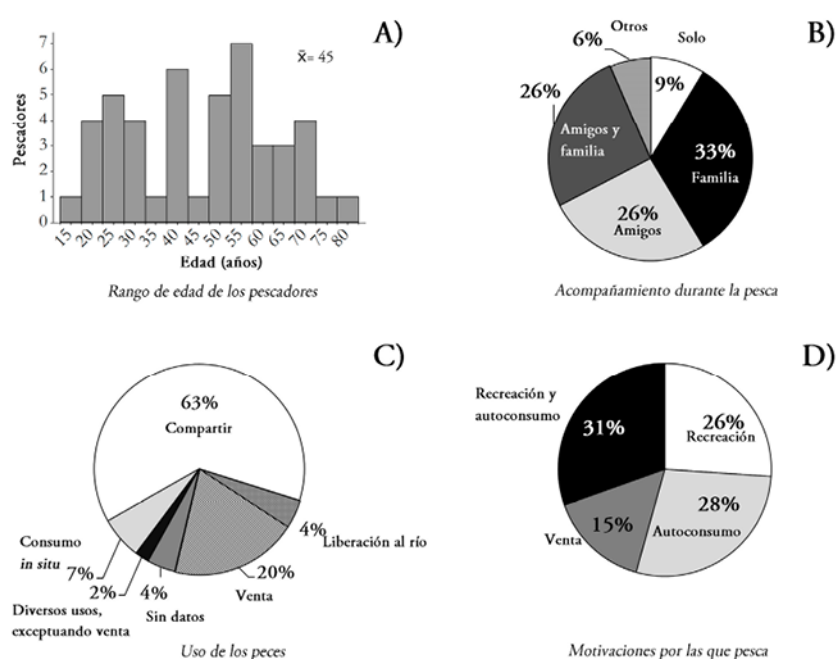 A)
7
6
5
4
3
2
1
0
Pescadores
x̄= 45
15 20 25 30 35 40 45 50 55 60 65 70 75 80
Edad (años)
Rango de edad de los pescadores
B)
Otros
6%
Solo
9%
26%
Amigos y
familia
33%
Familia
26%
Amigos
Acompañamiento durante la pesca
C)
63%
Compartir
4%
Liberación al río
20%
Venta
4%
Sin datos
2%
Diversos usos,
exceptuando venta
7%
Consumo
in situ
Uso de los peces
D)
Recreación y
autoconsumo
31%
26%
Recreación
28%
Autoconsumo
Venta
15%
Motivaciones por las que pesca